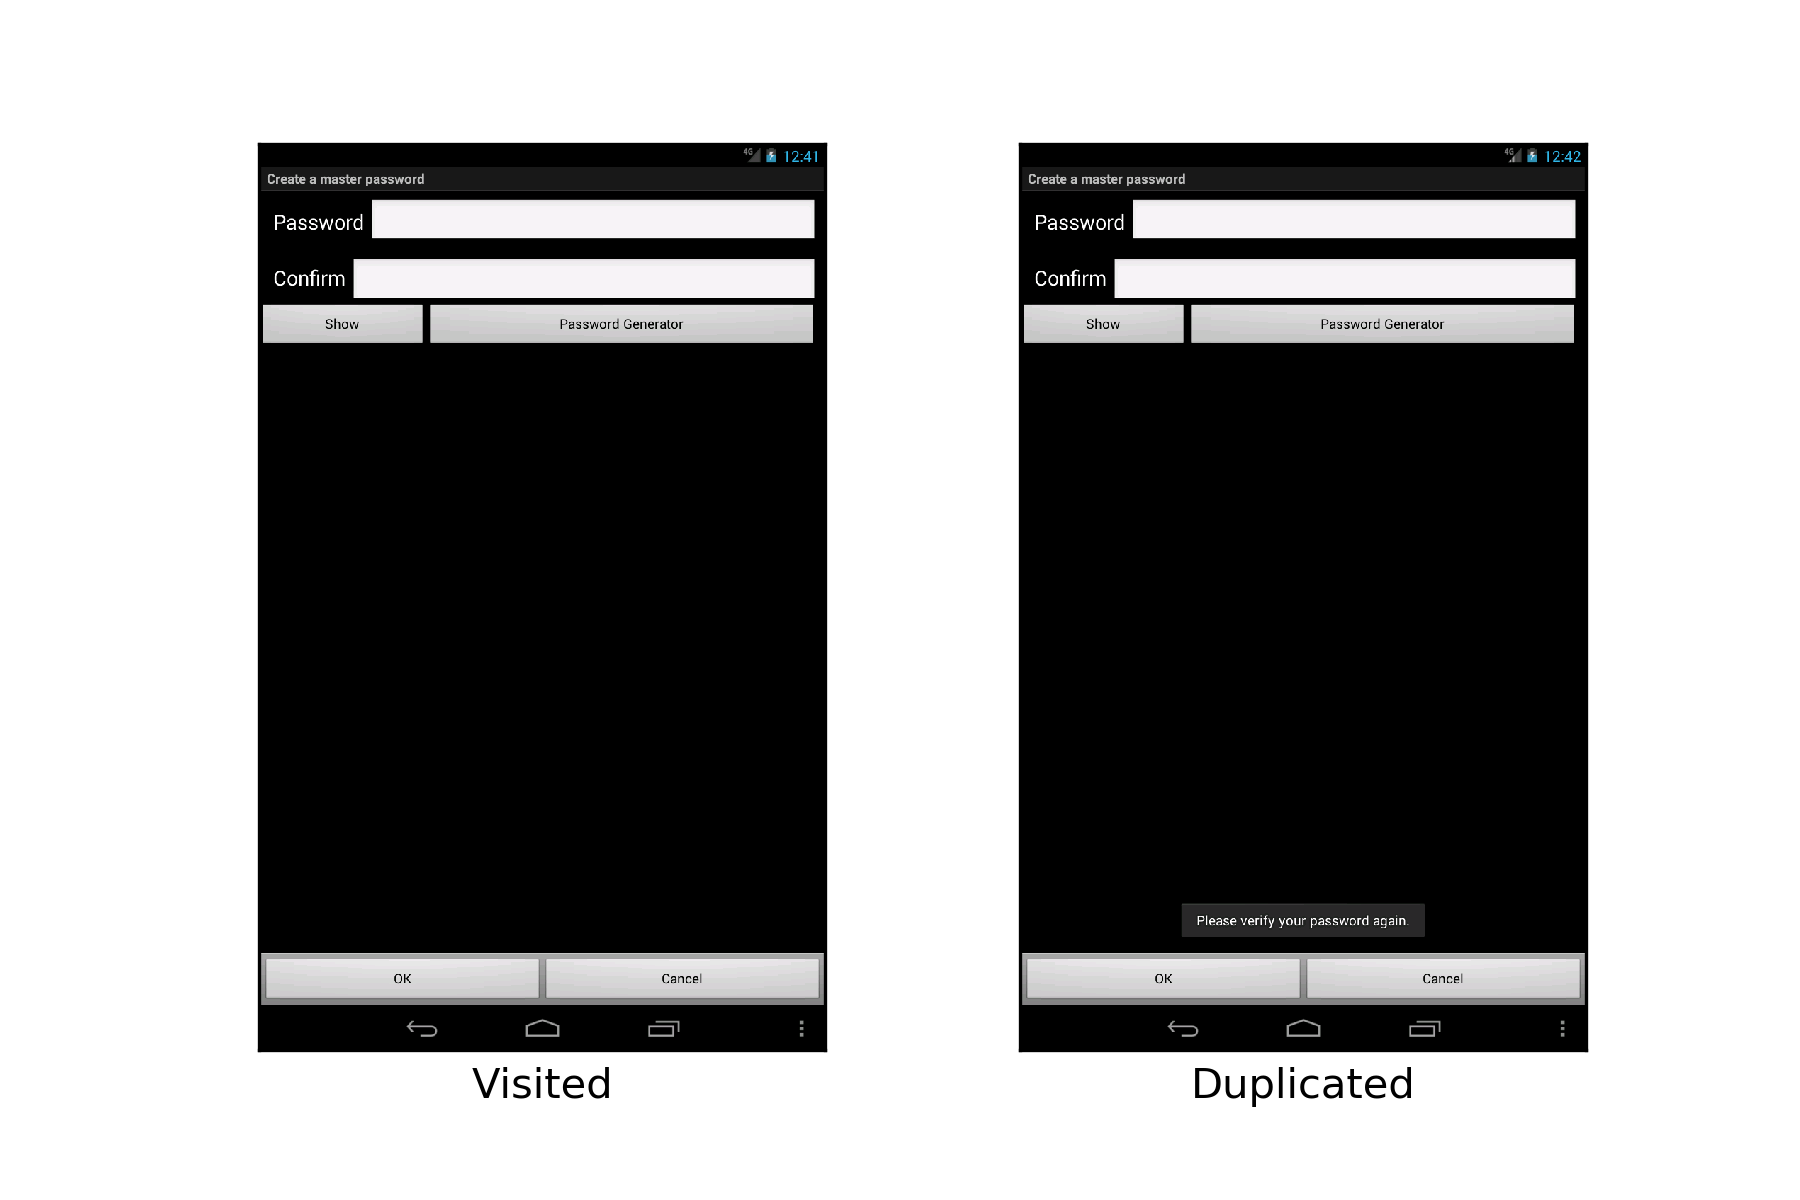 4G 12:41
Create a master password
Password
Confirm
Show Password Generator
OK Cancel
Visited
4G 12:42
Create a master password
Password
Confirm
Show Password Generator
Please verify your password again.
OK Cancel
Duplicated